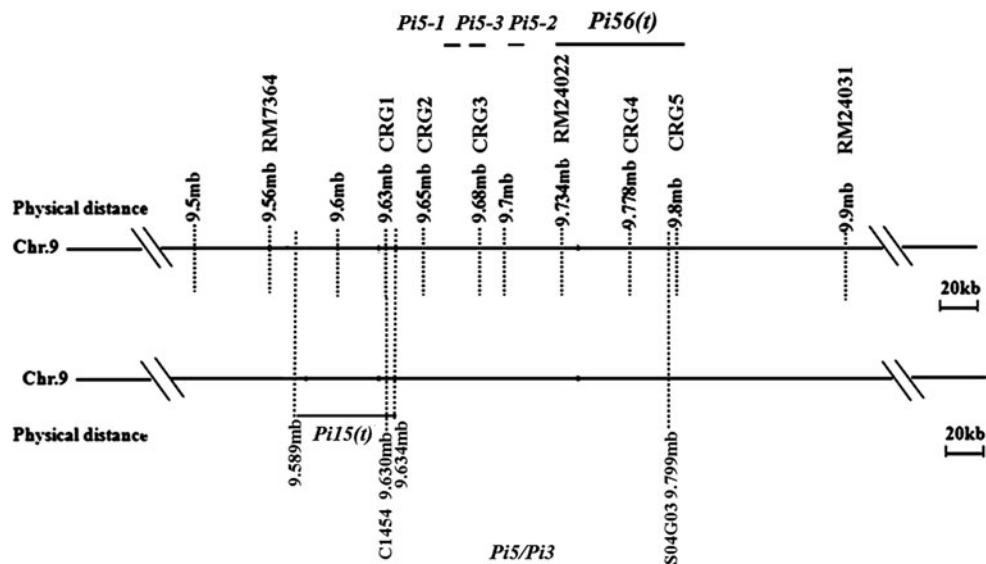 Pi5-1 Pi5-3 Pi5-2 Pi56(t)
RM7364
CRG1
CRG2
CRG3
RM24022
CRG4
CRG5
RM24031
Physical distance
9.5mb
9.56mb
9.6mb
9.63mb
9.65mb
9.68mb
9.7mb
9.734mb
9.778mb
9.8mb
9.9mb
Chr.9
20kb
Chr.9
Pi15(t)
Physical distance
20kb
9.589mb
C1454 9.630mb
9.634mb
S04G03 9.799mb
Pi5/Pi3